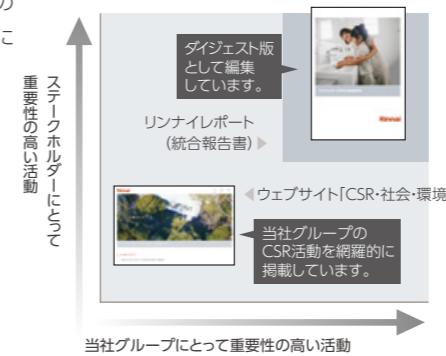 の
に
ステークホルダーにとって
重要性の高い活動
ダイジェスト版
として編集
しています。
Rinnai
リンナイレポート
（統合報告書）▶
Rinnai
◀ウェブサイト「CSR・社会・環境
当社グループの
CSR活動を網羅的に
掲載しています。
当社グループにとって重要性の高い活動